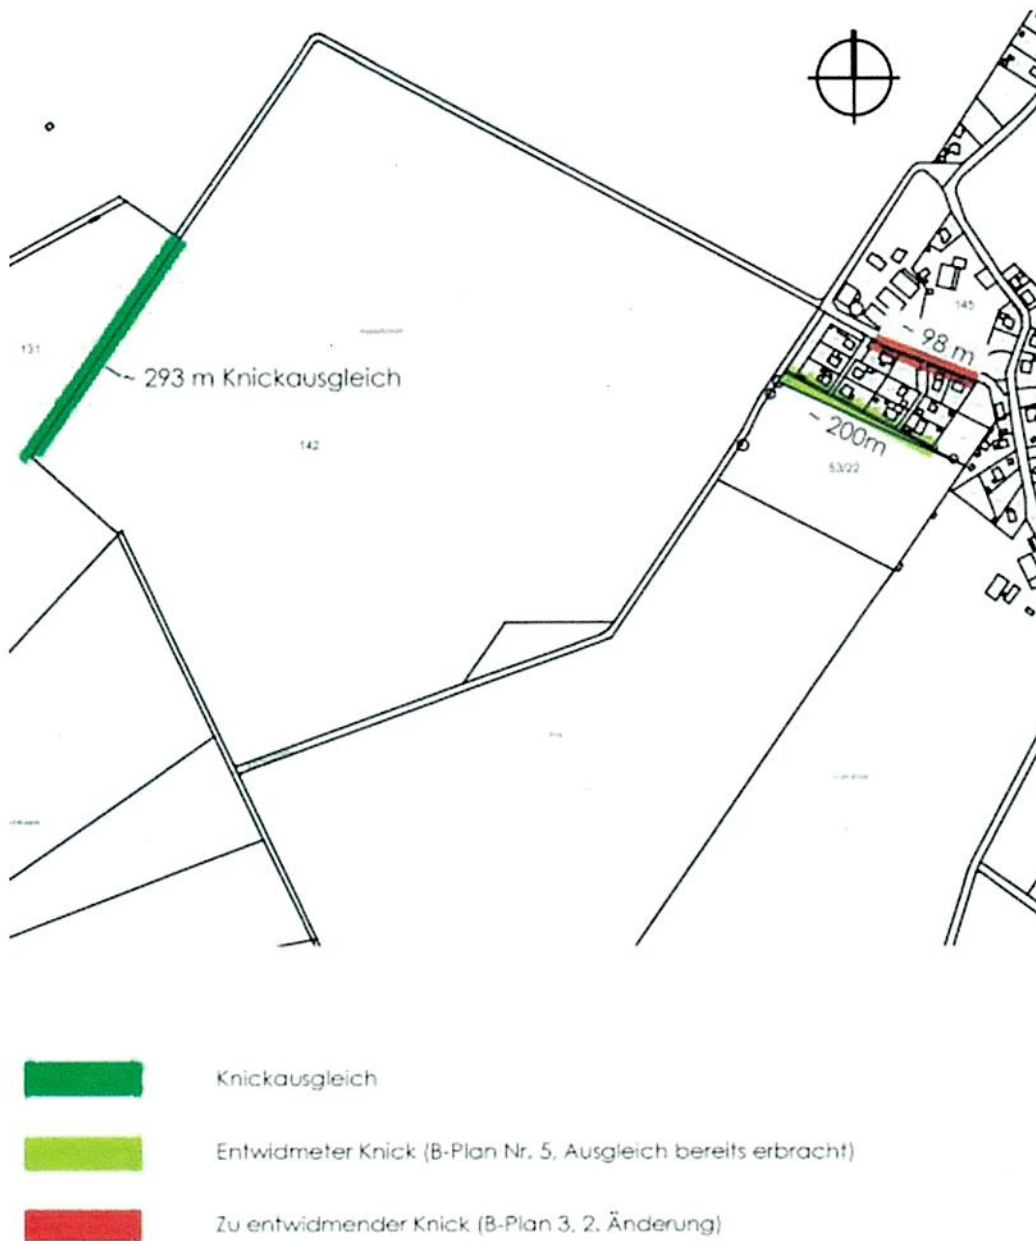 145
~ 98 m
131
~ 293 m Knickausgleich
~ 200m
142
53/22
Knickausgleich
Entwidmeter Knick (B-Plan Nr. 5, Ausgleich bereits erbracht)
Zu entwidmender Knick (B-Plan 3, 2. Änderung)